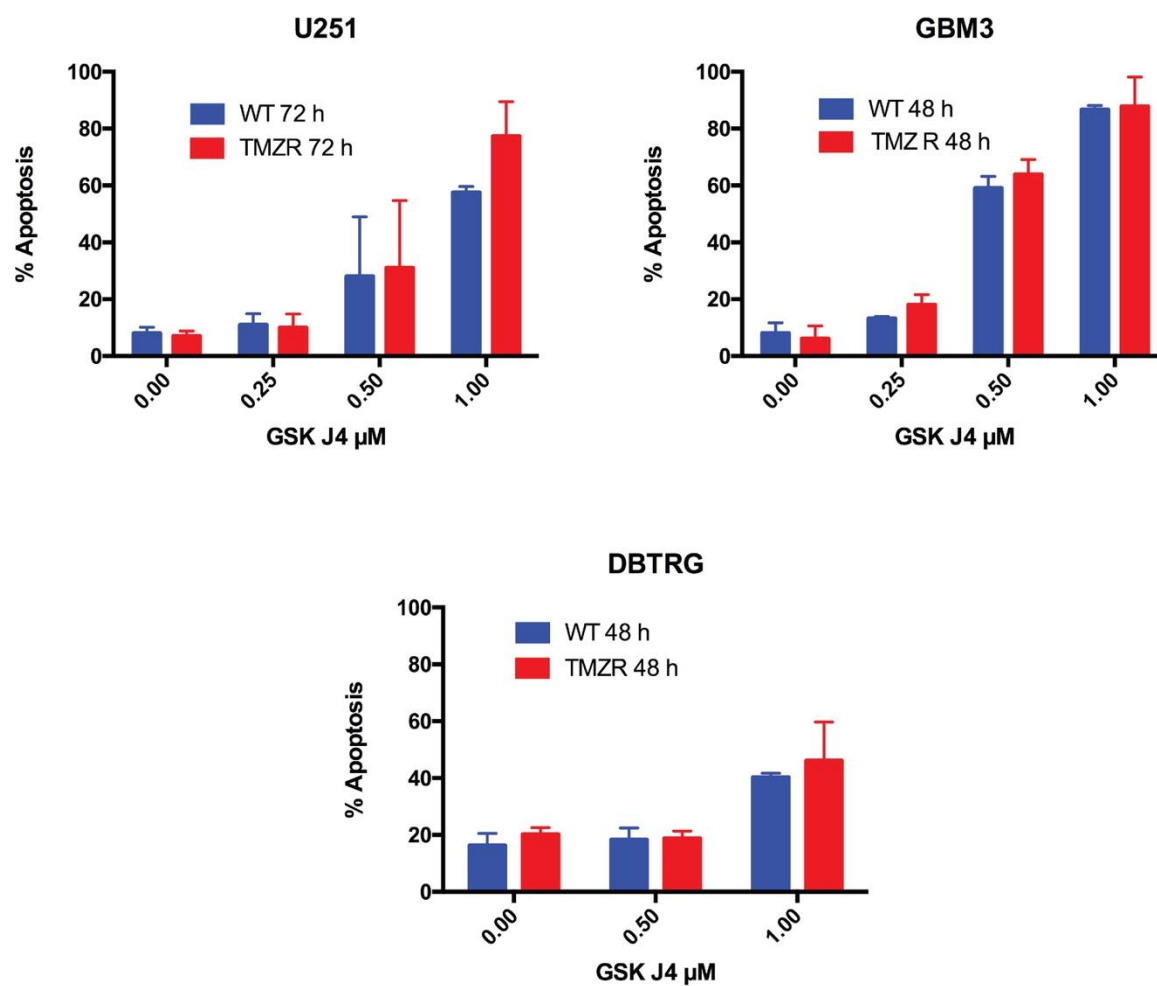 U251
100
80
60
40
20
0
% Apoptosis
WT 72 h
TMZR 72 h
0.00 0.25 0.50 1.00
GSK J4 µM
GBM3
100
80
60
40
20
0
% Apoptosis
WT 48 h
TMZ R 48 h
0.00 0.25 0.50 1.00
GSK J4 µM
DBTRG
100
80
60
40
20
0
% Apoptosis
WT 48 h
TMZR 48 h
0.00 0.50 1.00
GSK J4 µM